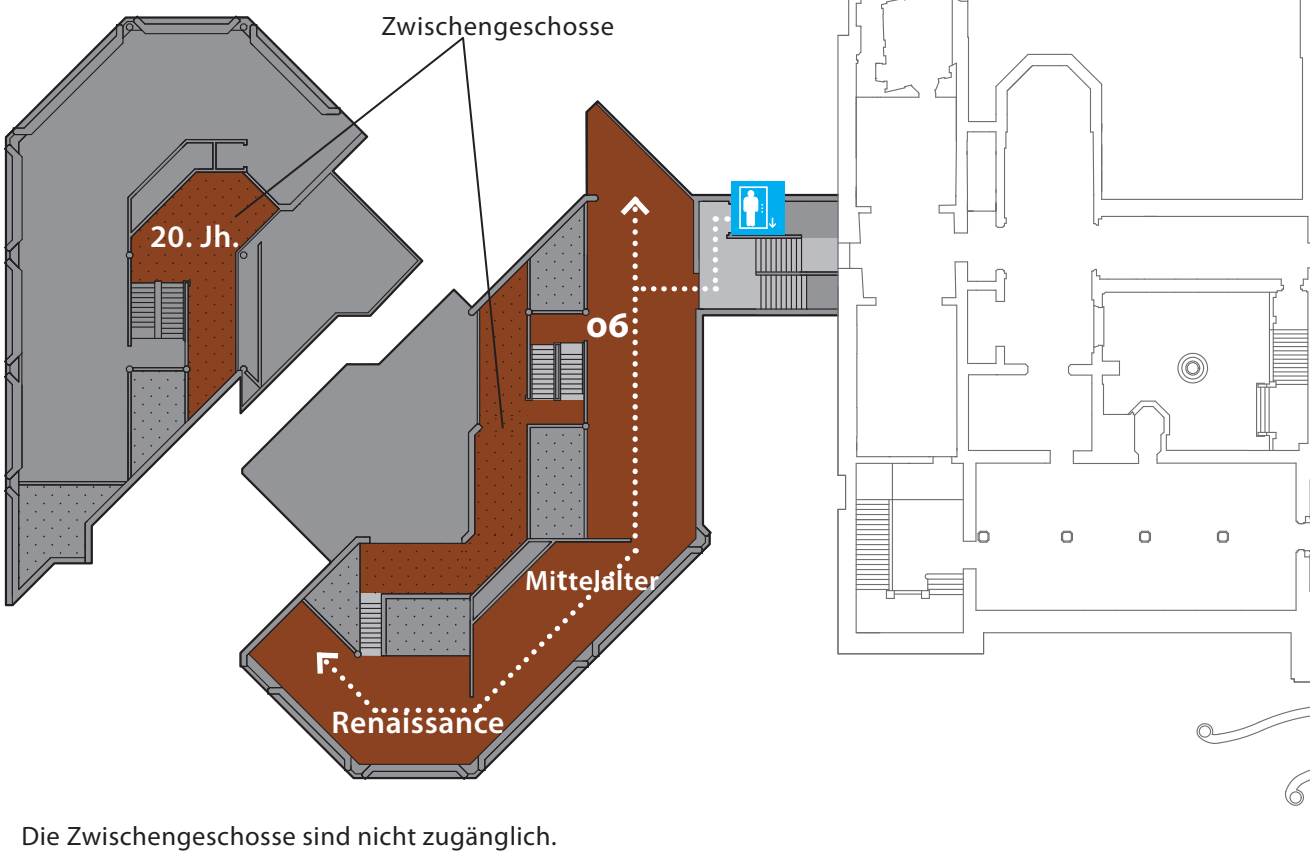 Zwischengeschosse
20. Jh.
06
Mittelalter
Renaissance
Die Zwischengeschosse sind nicht zugänglich.